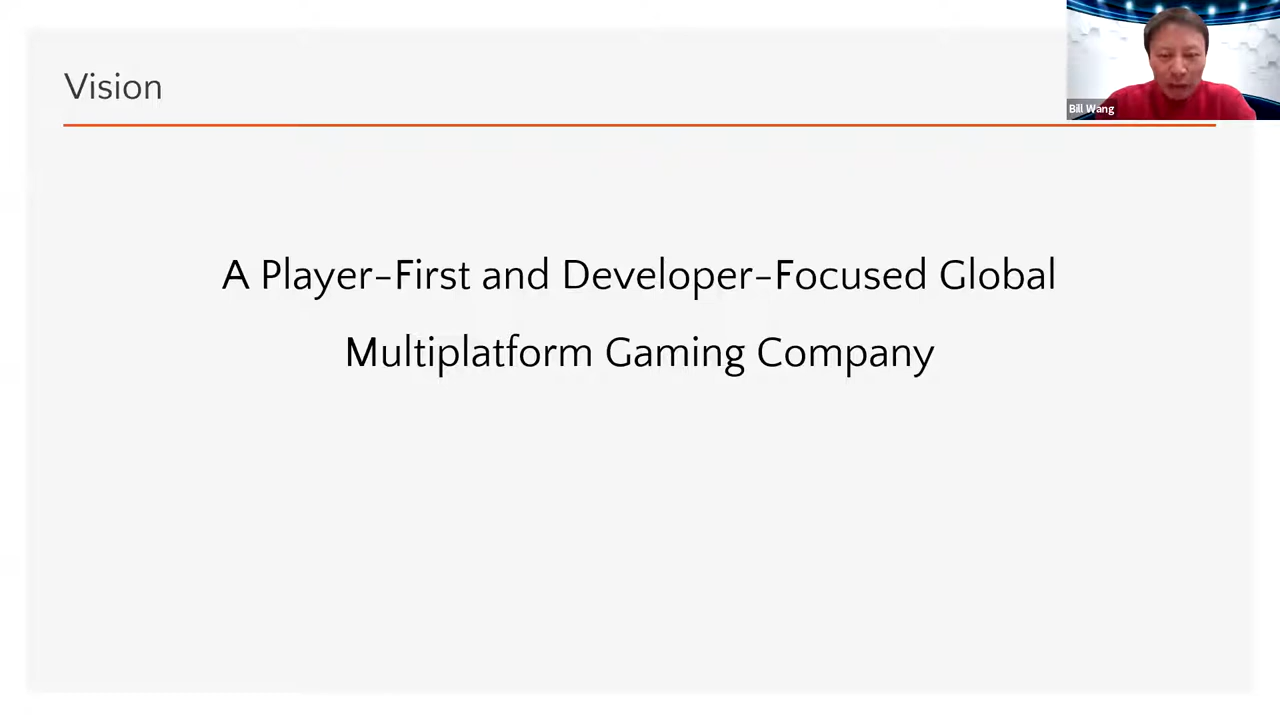 Vision
Bill Wang
A Player-First and Developer-Focused Global
Multiplatform Gaming Company